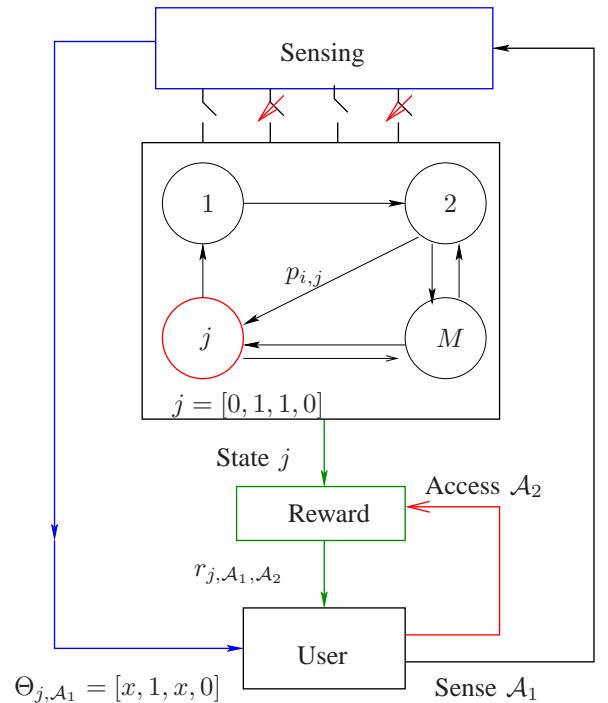 Sensing
1
2
p_{i,j}
j
M
j = [0, 1, 1, 0]
State j
Access 𝒜_2
Reward
r_{j,𝒜_1,𝒜_2}
User
Θ_{j,𝒜_1} = [x, 1, x, 0]
Sense 𝒜_1